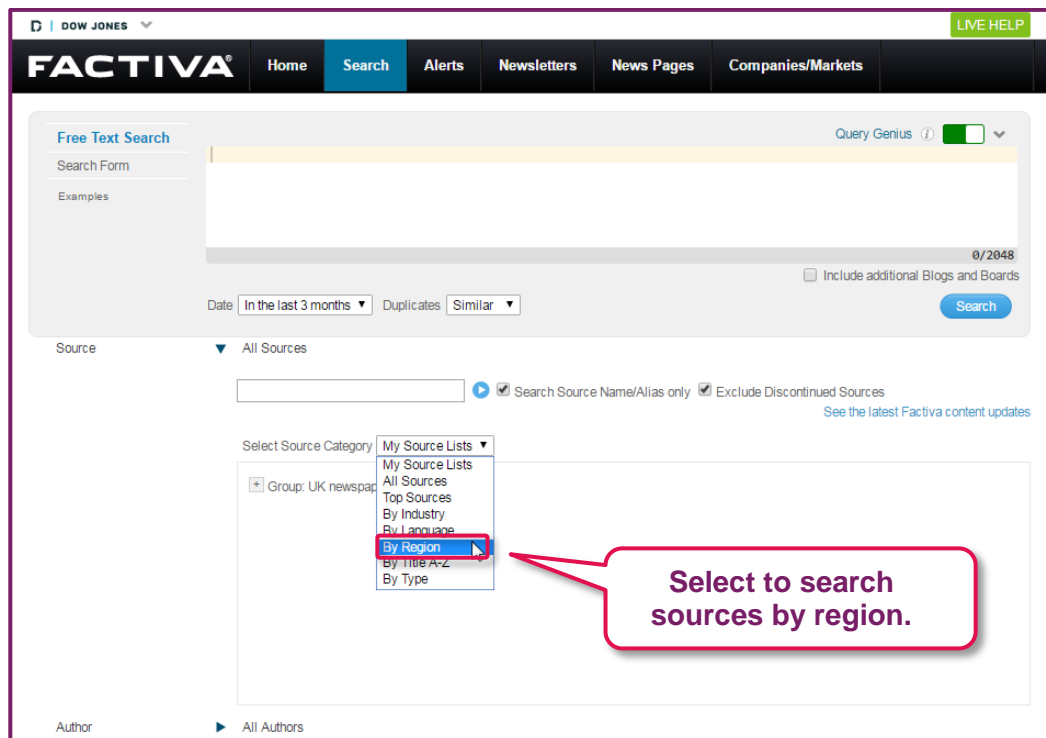 DOW JONES
LIVE HELP
FACTIVA®
Home Search Alerts Newsletters News Pages Companies/Markets
Free Text Search
Query Genius i
Search Form
Examples
0/2048
Include additional Blogs and Boards
Date In the last 3 months Duplicates Similar
Search
Source All Sources
Search Source Name/Alias only Exclude Discontinued Sources
See the latest Factiva content updates
Select Source Category My Source Lists
My Source Lists
Group: UK newspap
All Sources
Top Sources
By Industry
By Language
By Region
By Title A-Z
By Type
Select to search
sources by region.
Author All Authors